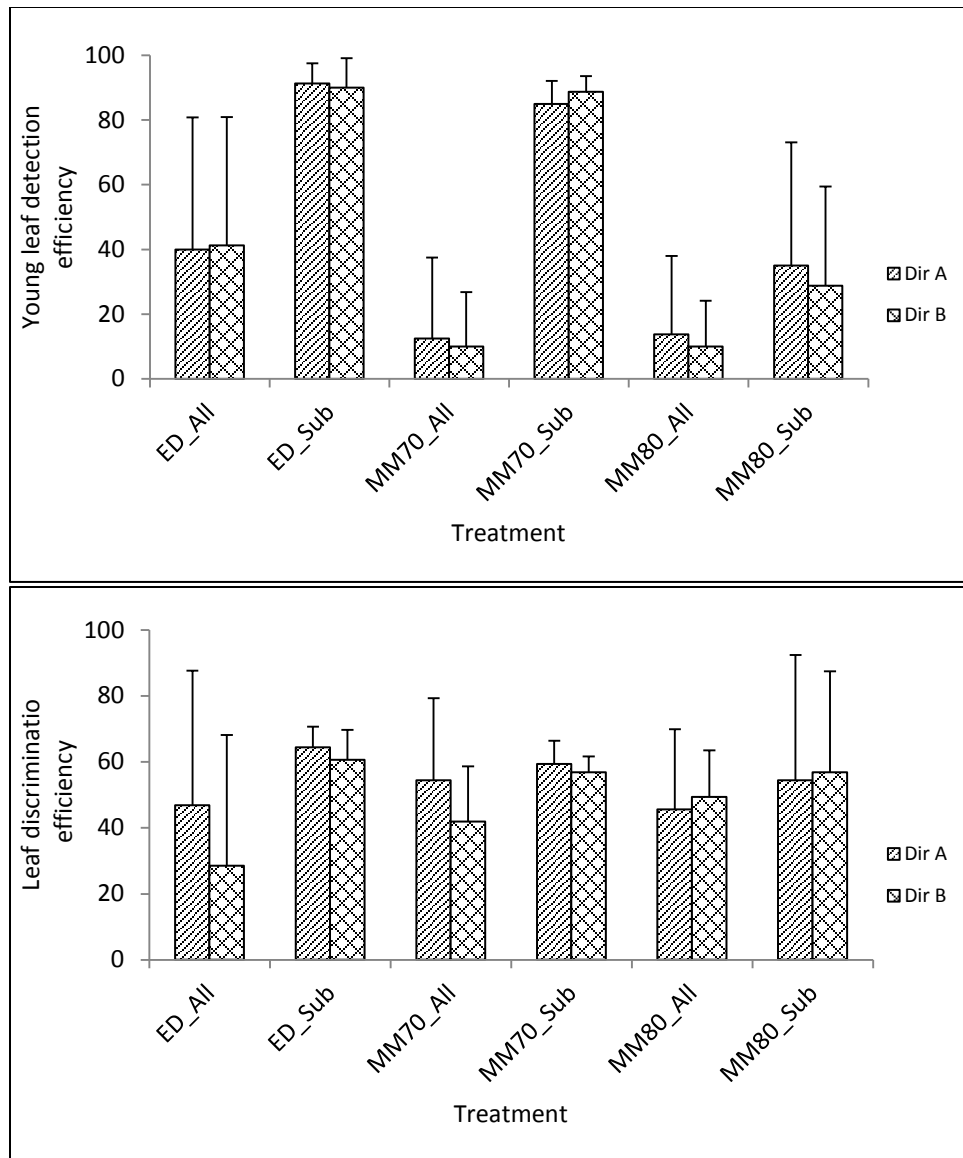 100
80
60
40
20
0
Young leaf detection
efficiency
ED_All
ED_Sub
MM70_All
MM70_Sub
MM80_All
MM80_Sub
Treatment
Dir A
Dir B
100
80
60
40
20
0
Leaf discriminatio
efficiency
ED_All
ED_Sub
MM70_All
MM70_Sub
MM80_All
MM80_Sub
Treatment
Dir A
Dir B